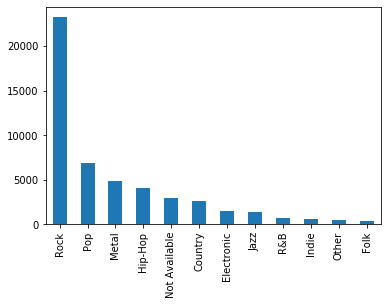 20000
15000
10000
5000
0
Rock
Pop
Metal
Hip-Hop
Not Available
Country
Electronic
Jazz
R&B
Indie
Other
Folk